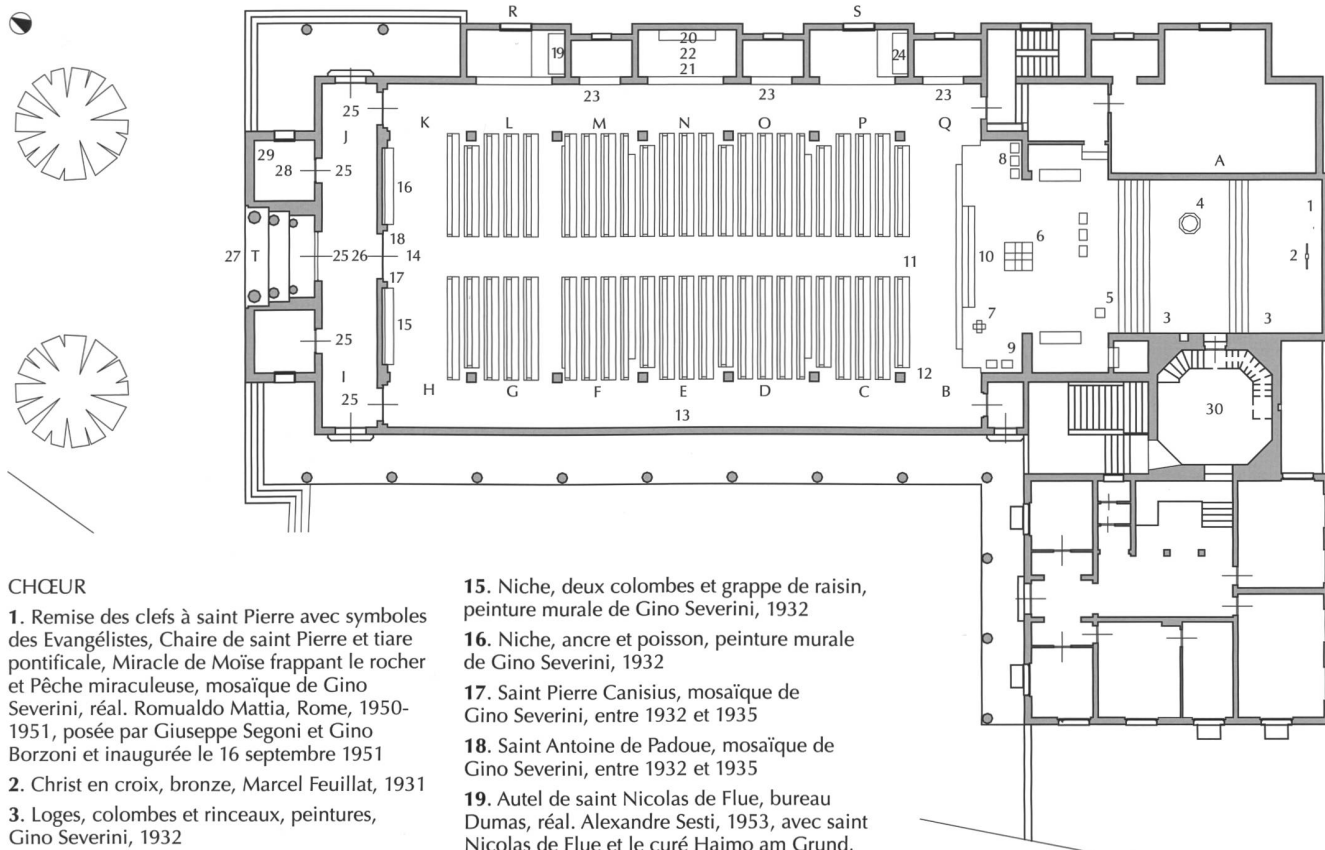 R
S
19
20
22
21
24
23
23
23
25
K
L
M
N
O
P
Q
J
29
28
25
8
A
16
4
1
18
6
27
T
25
26
14
11
10
2
17
7
5
15
3
3
25
9
I
12
25
H
G
F
E
D
C
B
13
30
CHŒUR
1. Remise des clefs à saint Pierre avec symboles
des Evangélistes, Chaire de saint Pierre et tiare
pontificale, Miracle de Moïse frappant le rocher
et Pêche miraculeuse, mosaïque de Gino
Severini, réal. Romualdo Mattia, Rome, 1950-
1951, posée par Giuseppe Segoni et Gino
Borzoni et inaugurée le 16 septembre 1951
2. Christ en croix, bronze, Marcel Feuillat, 1931
3. Loges, colombes et rinceaux, peintures,
Gino Severini, 1932
15. Niche, deux colombes et grappe de raisin,
peinture murale de Gino Severini, 1932
16. Niche, ancre et poisson, peinture murale
de Gino Severini, 1932
17. Saint Pierre Canisius, mosaïque de
Gino Severini, entre 1932 et 1935
18. Saint Antoine de Padoue, mosaïque de
Gino Severini, entre 1932 et 1935
19. Autel de saint Nicolas de Flue, bureau
Dumas, réal. Alexandre Sesti, 1953, avec saint
Nicolas de Flue et le curé Haimo am Grund,